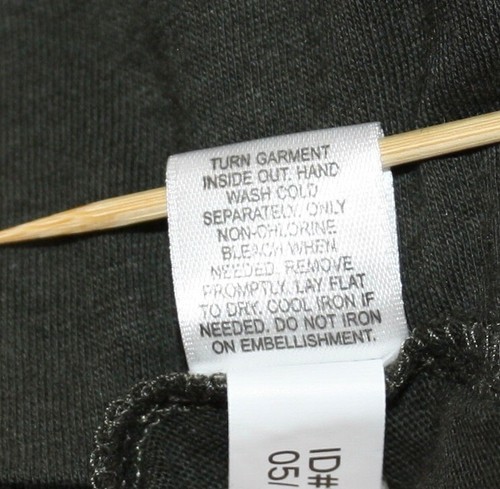 TURN GARMENT
INSIDE OUT. HAND
WASH COLD
SEPARATELY. ONLY
NON-CHLORINE
BLEACH WHEN
NEEDED. REMOVE
PROMPTLY. LAY FLAT
TO DRY. COOL IRON IF
NEEDED. DO NOT IRON
ON EMBELLISHMENT.
ID#
05/